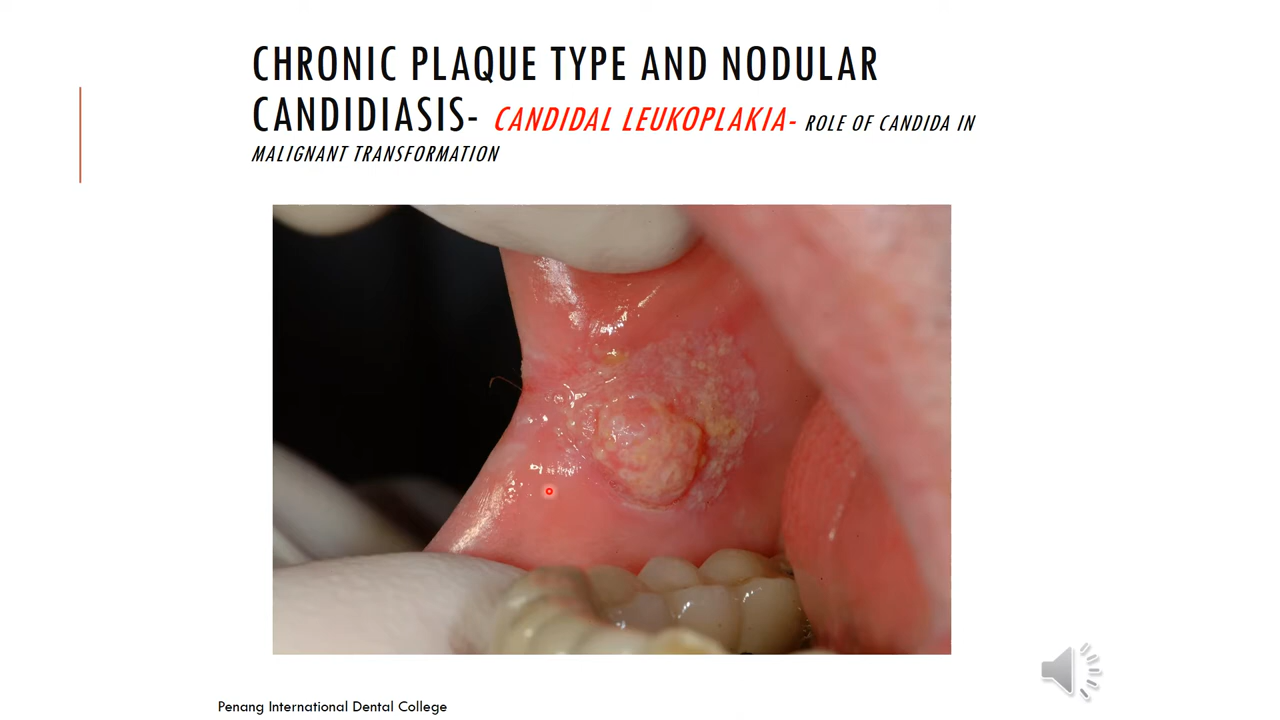 CHRONIC PLAQUE TYPE AND NODULAR
CANDIDIASIS- CANDIDAL LEUKOPLAKIA- ROLE OF CANDIDA IN
MALIGNANT TRANSFORMATION
Penang International Dental College